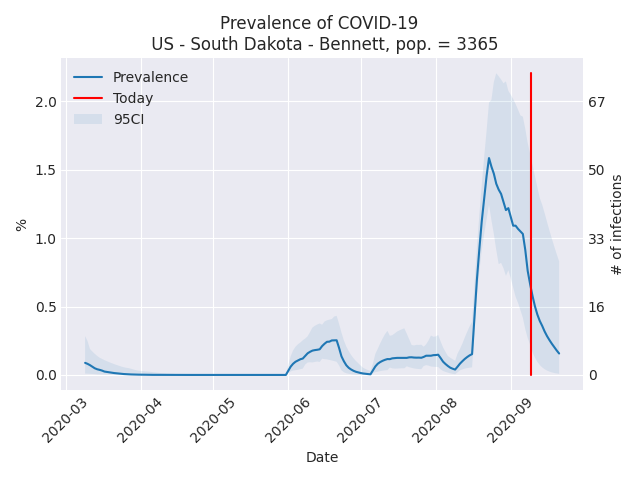 Prevalence of COVID-19
US - South Dakota - Bennett, pop. = 3365
Prevalence
Today
95CI
2.0
1.5
1.0
0.5
0.0
%
67
50
33
16
0
# of infections
2020-03
2020-04
2020-05
2020-06
2020-07
2020-08
2020-09
Date